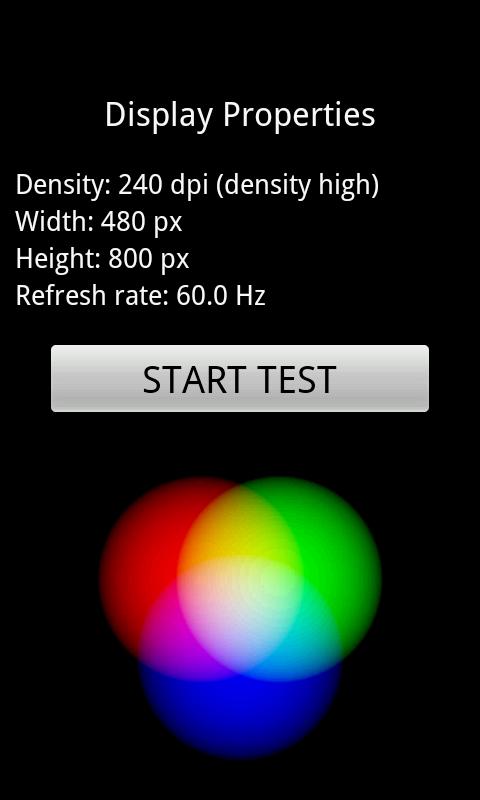 Display Properties
Density: 240 dpi (density high)
Width: 480 px
Height: 800 px
Refresh rate: 60.0 Hz
START TEST